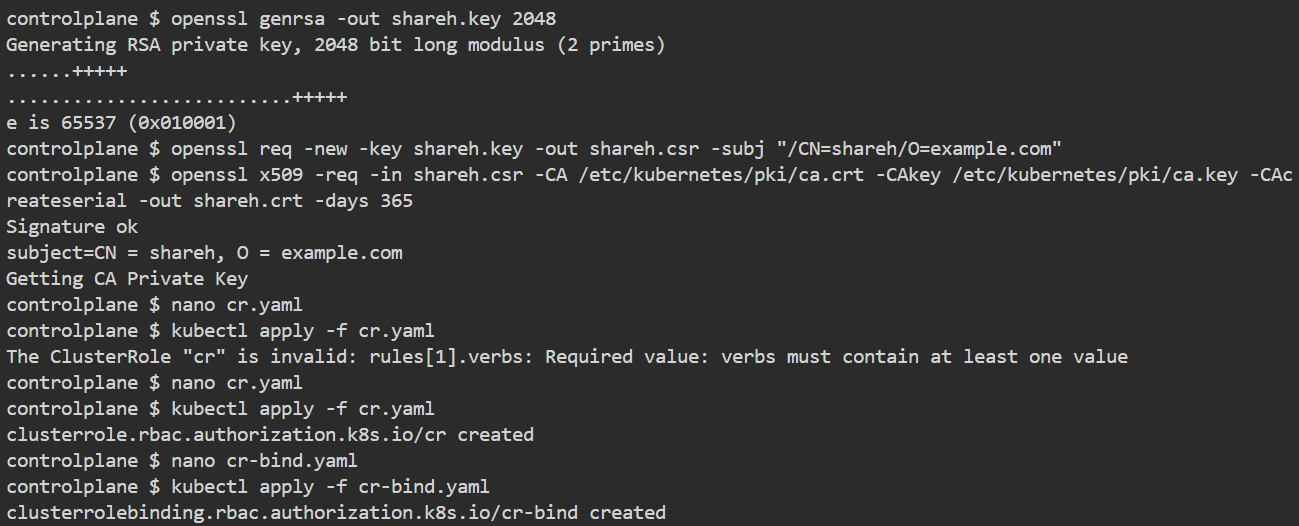 controlplane $ openssl genrsa -out shareh.key 2048
Generating RSA private key, 2048 bit long modulus (2 primes)
......+++++
..........................+++++
e is 65537 (0x010001)
controlplane $ openssl req -new -key shareh.key -out shareh.csr -subj "/CN=shareh/O=example.com"
controlplane $ openssl x509 -req -in shareh.csr -CA /etc/kubernetes/pki/ca.crt -CAkey /etc/kubernetes/pki/ca.key -CAc
reateserial -out shareh.crt -days 365
Signature ok
subject=CN = shareh, O = example.com
Getting CA Private Key
controlplane $ nano cr.yaml
controlplane $ kubectl apply -f cr.yaml
The ClusterRole "cr" is invalid: rules[1].verbs: Required value: verbs must contain at least one value
controlplane $ nano cr.yaml
controlplane $ kubectl apply -f cr.yaml
clusterrole.rbac.authorization.k8s.io/cr created
controlplane $ nano cr-bind.yaml
controlplane $ kubectl apply -f cr-bind.yaml
clusterrolebinding.rbac.authorization.k8s.io/cr-bind created